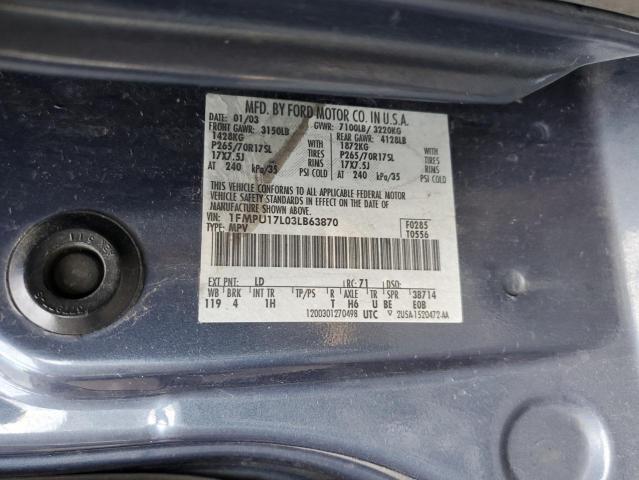 MFD. BY FORD MOTOR CO. IN U.S.A.
DATE: 01/03 GVWR: 7100LB/ 3220KG
FRONT GAWR: 3150LB REAR GAWR: 4128LB
1428KG WITH 1872KG WITH
P265/70R17SL TIRES P265/70R17SL TIRES
17X7.5J RIMS 17X7.5J RIMS
AT 240 kPa/35 PSI COLD AT 240 kPa/35 PSI COLD
THIS VEHICLE CONFORMS TO ALL APPLICABLE FEDERAL MOTOR
VEHICLE SAFETY STANDARDS IN EFFECT ON THE DATE OF
MANUFACTURE SHOWN ABOVE.
VIN: 1FMPU17L03LB63870 F0285
TYPE: MPV T0556
EXT PNT: LD RC: 71 DSO:
WB BRK INT TR TP/PS R AXLE TR SPR 3B714
119 4 1H T H6 U BE EOB
1200301270498 UTC 2USA-1520472-AA